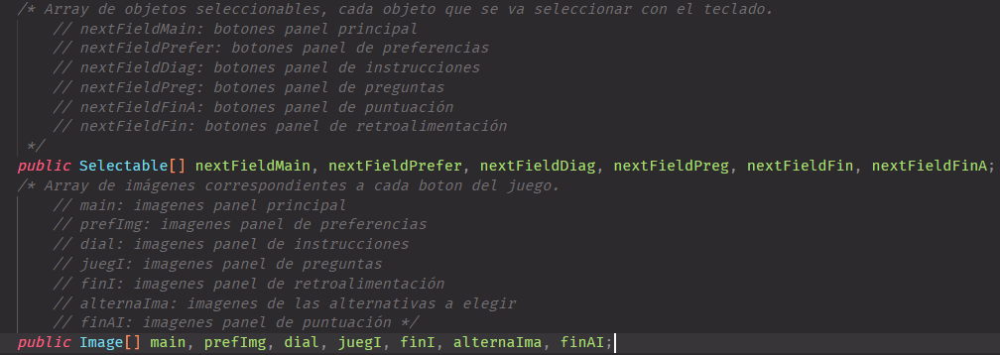 /* Array de objetos seleccionables, cada objeto que se va seleccionar con el teclado.
// nextFieldMain: botones panel principal
// nextFieldPrefer: botones panel de preferencias
// nextFieldDiag: botones panel de instrucciones
// nextFieldPreg: botones panel de preguntas
// nextFieldFinA: botones panel de puntuación
// nextFieldFin: botones panel de retroalimentación
*/
public Selectable[] nextFieldMain, nextFieldPrefer, nextFieldDiag, nextFieldPreg, nextFieldFin, nextFieldFinA;
/* Array de imágenes correspondientes a cada boton del juego.
// main: imagenes panel principal
// prefImg: imagenes panel de preferencias
// dial: imagenes panel de instrucciones
// juegI: imagenes panel de preguntas
// finI: imagenes panel de retroalimentación
// alternaIma: imagenes de las alternativas a elegir
// finAI: imagenes panel de puntuación */
public Image[] main, prefImg, dial, juegI, finI, alternaIma, finAI;